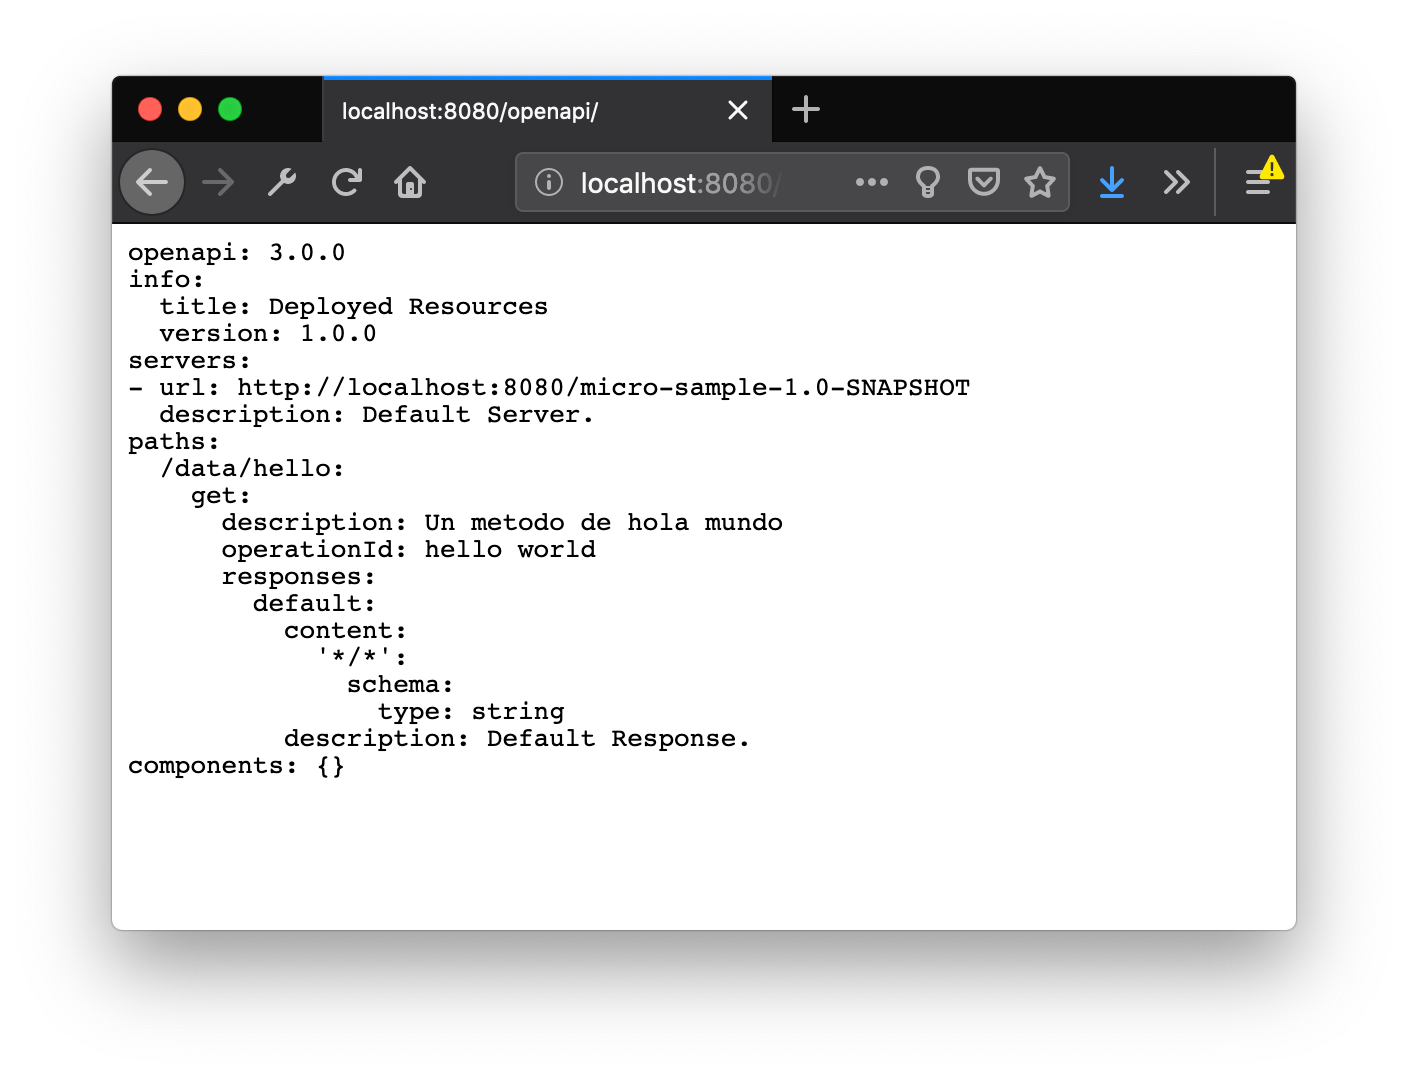 localhost:8080/openapi/
localhost:8080/
openapi: 3.0.0
info:
  title: Deployed Resources
  version: 1.0.0
servers:
- url: http://localhost:8080/micro-sample-1.0-SNAPSHOT
  description: Default Server.
paths:
  /data/hello:
    get:
      description: Un metodo de hola mundo
      operationId: hello world
      responses:
        default:
          content:
            '*/*':
              schema:
                type: string
          description: Default Response.
components: {}